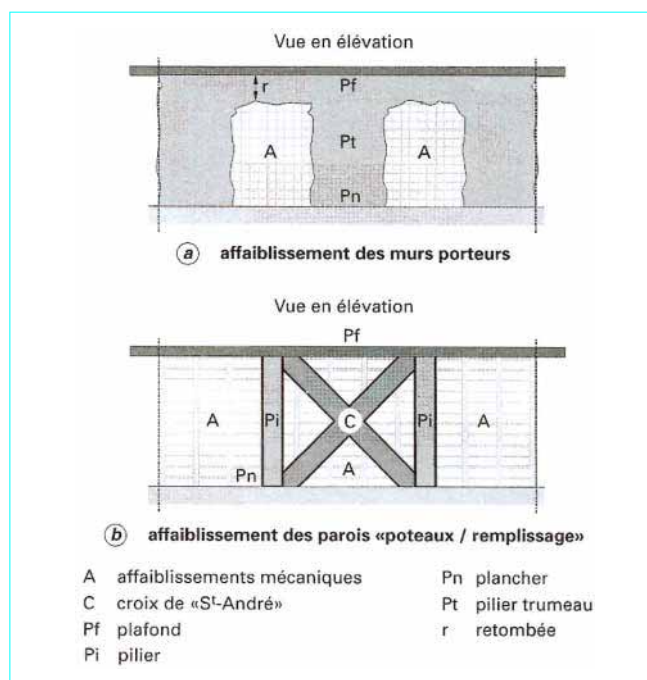 Vue en élévation
r
Pf
A
Pt
A
Pn
a affaiblissement des murs porteurs
Vue en élévation
Pf
A
Pi
C
Pi
A
Pn
A
b affaiblissement des parois «poteaux / remplissage»
A affaiblissements mécaniques
C croix de «St-André»
Pf plafond
Pi pilier
Pn plancher
Pt pilier trumeau
r retombée